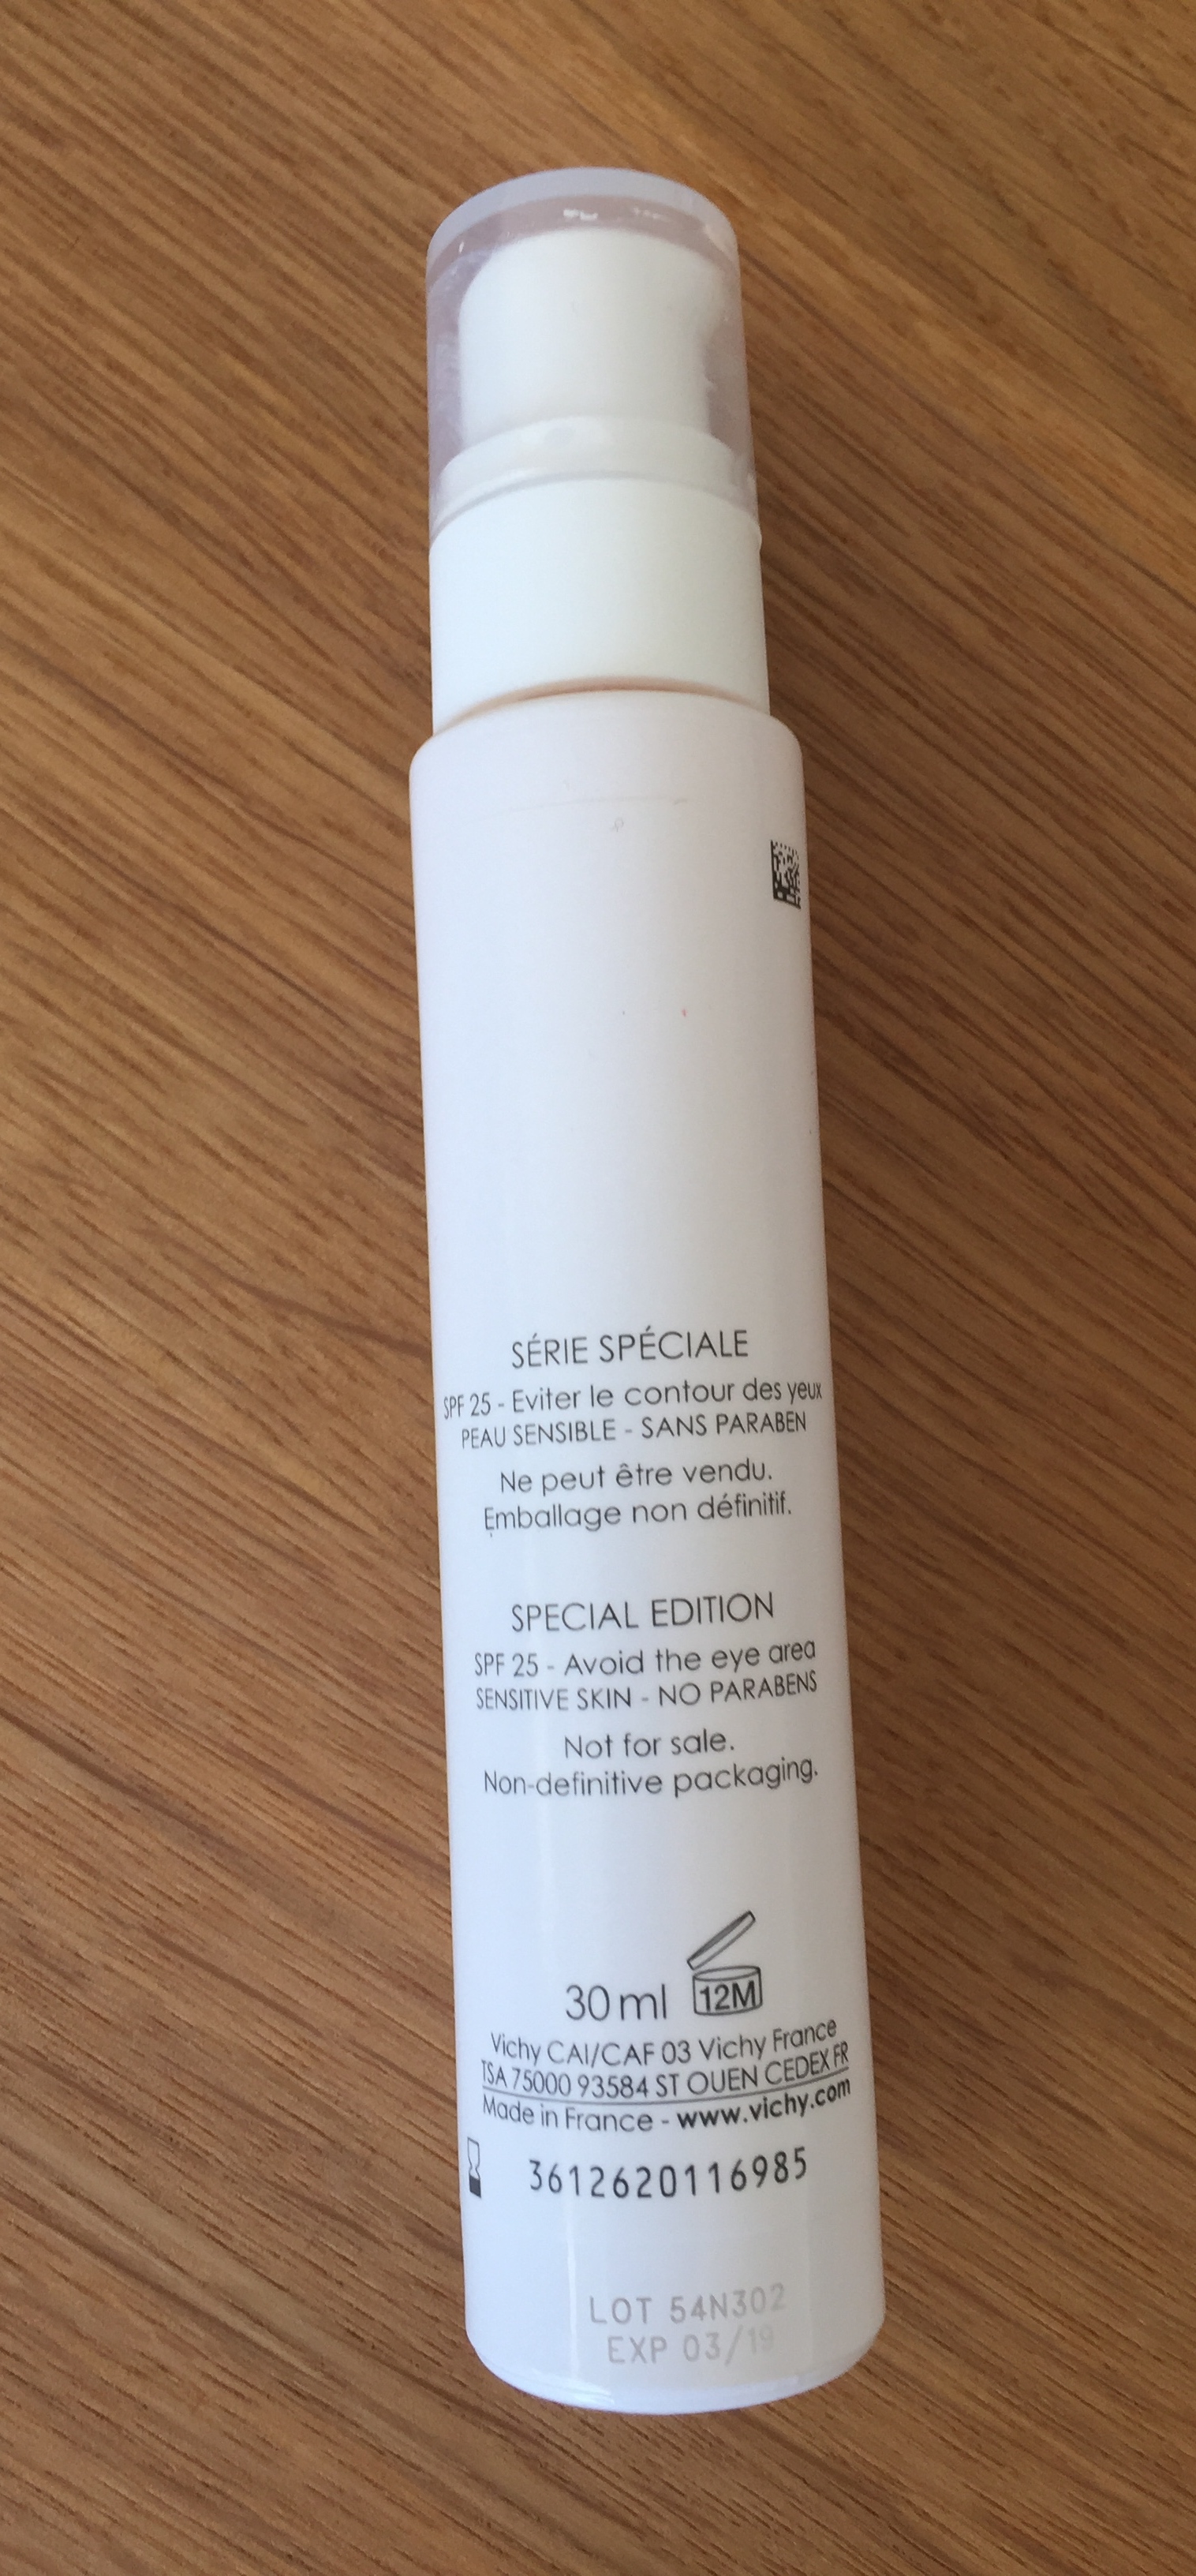 SÉRIE SPÉCIALE
SPF 25 - Eviter le contour des yeux
PEAU SENSIBLE - SANS PARABEN
Ne peut être vendu.
Emballage non définitif.
SPECIAL EDITION
SPF 25 - Avoid the eye area
SENSITIVE SKIN - NO PARABENS
Not for sale.
Non-definitive packaging.
30 ml 12M
Vichy CAI/CAF 03 Vichy France
TSA 75000 93584 ST OUEN CEDEX FR
Made in France - www.vichy.com
3612620116985
LOT 54N302
EXP 03/19